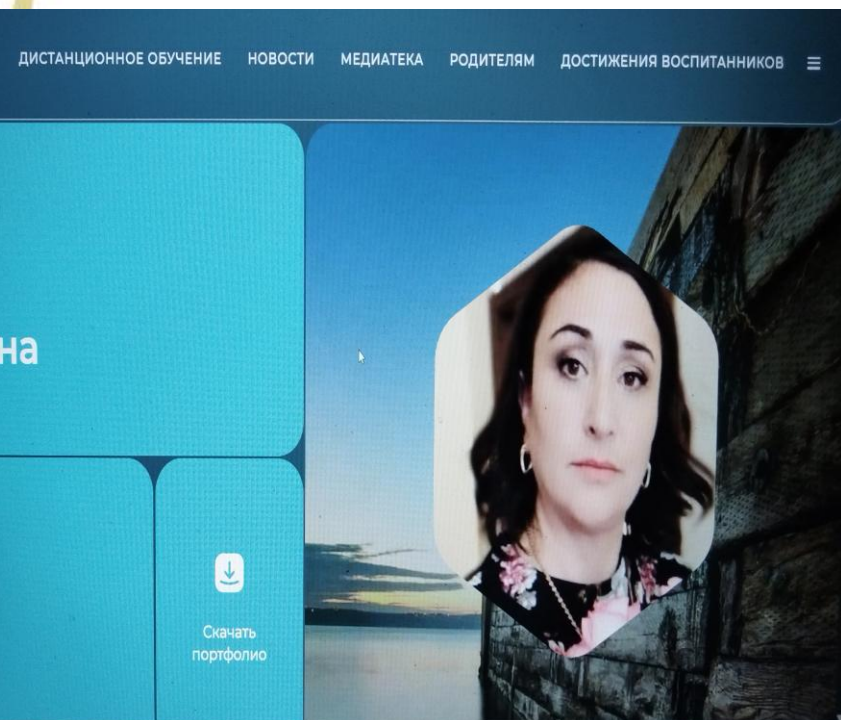 ДИСТАНЦИОННОЕ ОБУЧЕНИЕ НОВОСТИ МЕДИАТЕКА РОДИТЕЛЯМ ДОСТИЖЕНИЯ ВОСПИТАННИКОВ
на
Скачать
портфолио